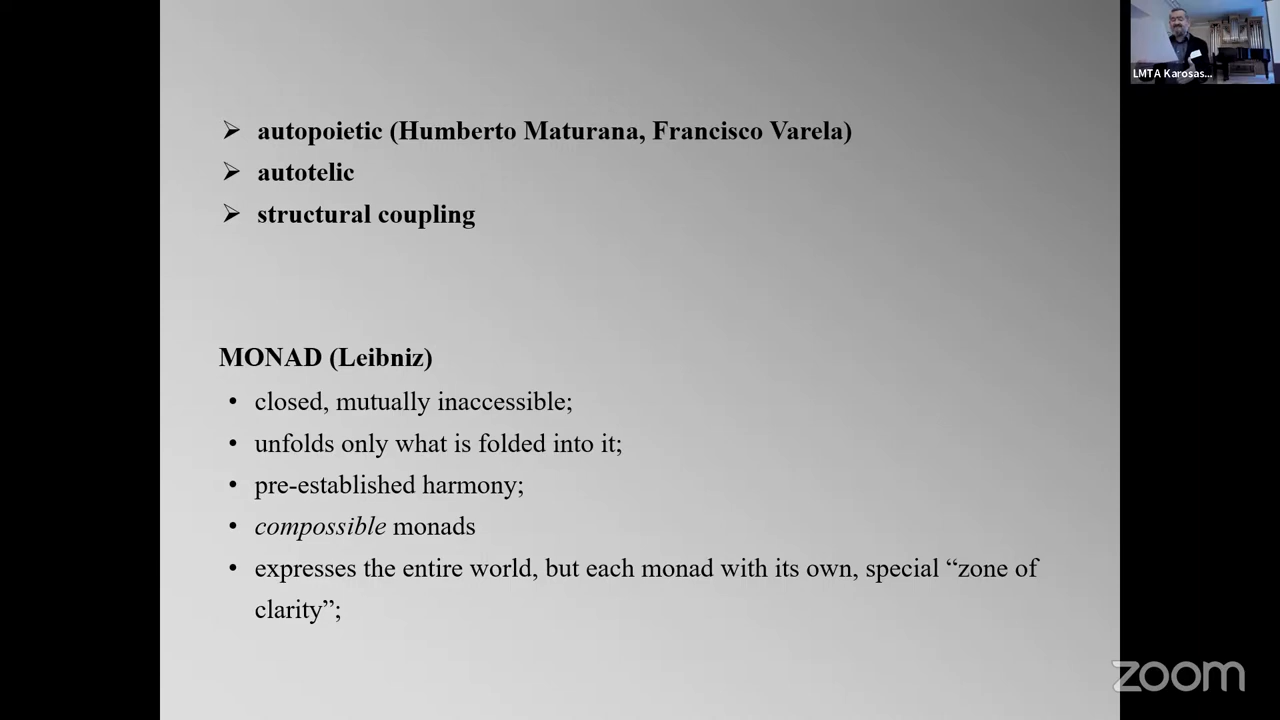 LMTA Karosas...
➢ autopoietic (Humberto Maturana, Francisco Varela)
➢ autotelic
➢ structural coupling
MONAD (Leibniz)
• closed, mutually inaccessible;
• unfolds only what is folded into it;
• pre-established harmony;
• compossible monads
• expresses the entire world, but each monad with its own, special “zone of
clarity”;
zoom